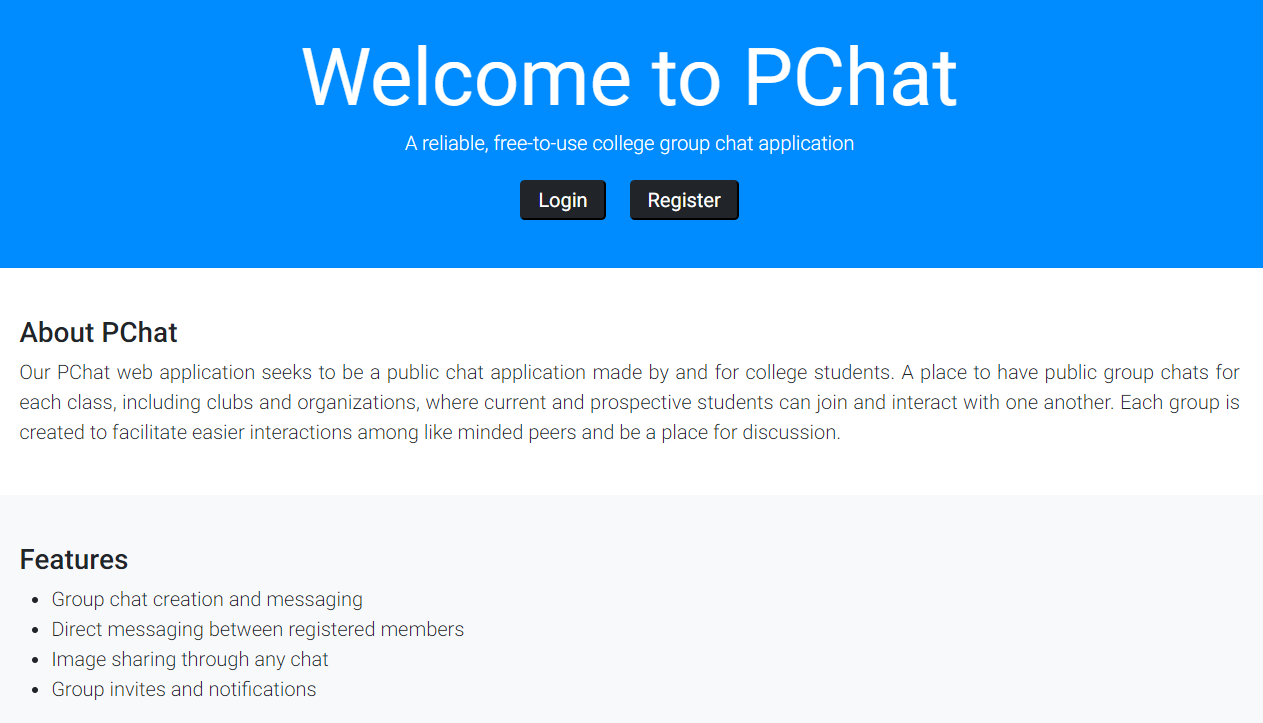 Welcome to PChat
A reliable, free-to-use college group chat application
Login Register
About PChat
Our PChat web application seeks to be a public chat application made by and for college students. A place to have public group chats for
each class, including clubs and organizations, where current and prospective students can join and interact with one another. Each group is
created to facilitate easier interactions among like minded peers and be a place for discussion.
Features
• Group chat creation and messaging
• Direct messaging between registered members
• Image sharing through any chat
• Group invites and notifications